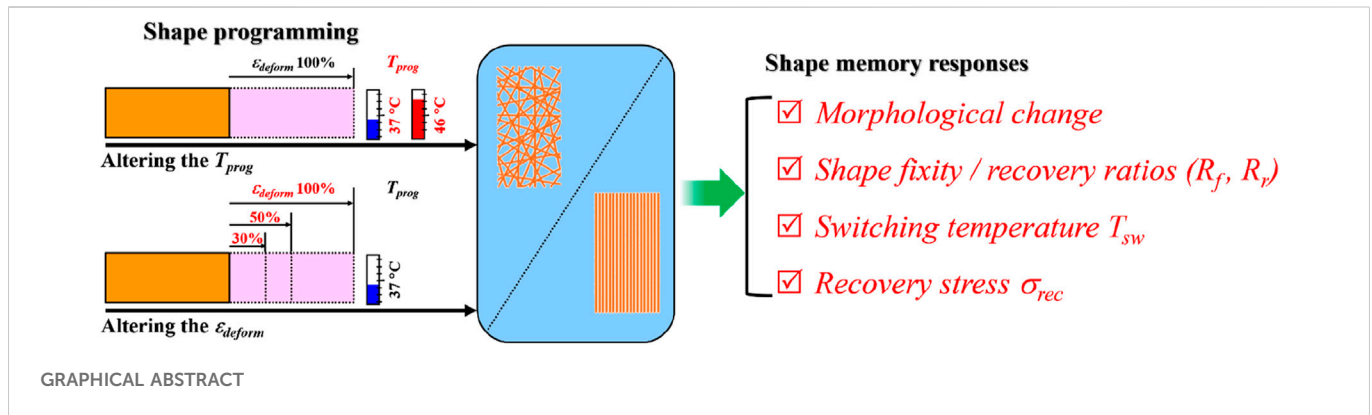 Shape programming
ε_deform 100%
T_prog
37 °C
46 °C
Altering the T_prog
ε_deform 100%
T_prog
50%
30%
37 °C
Altering the ε_deform
Shape memory responses
☑ Morphological change
☑ Shape fixity / recovery ratios (R_f, R_r)
☑ Switching temperature T_sw
☑ Recovery stress σ_rec
GRAPHICAL ABSTRACT